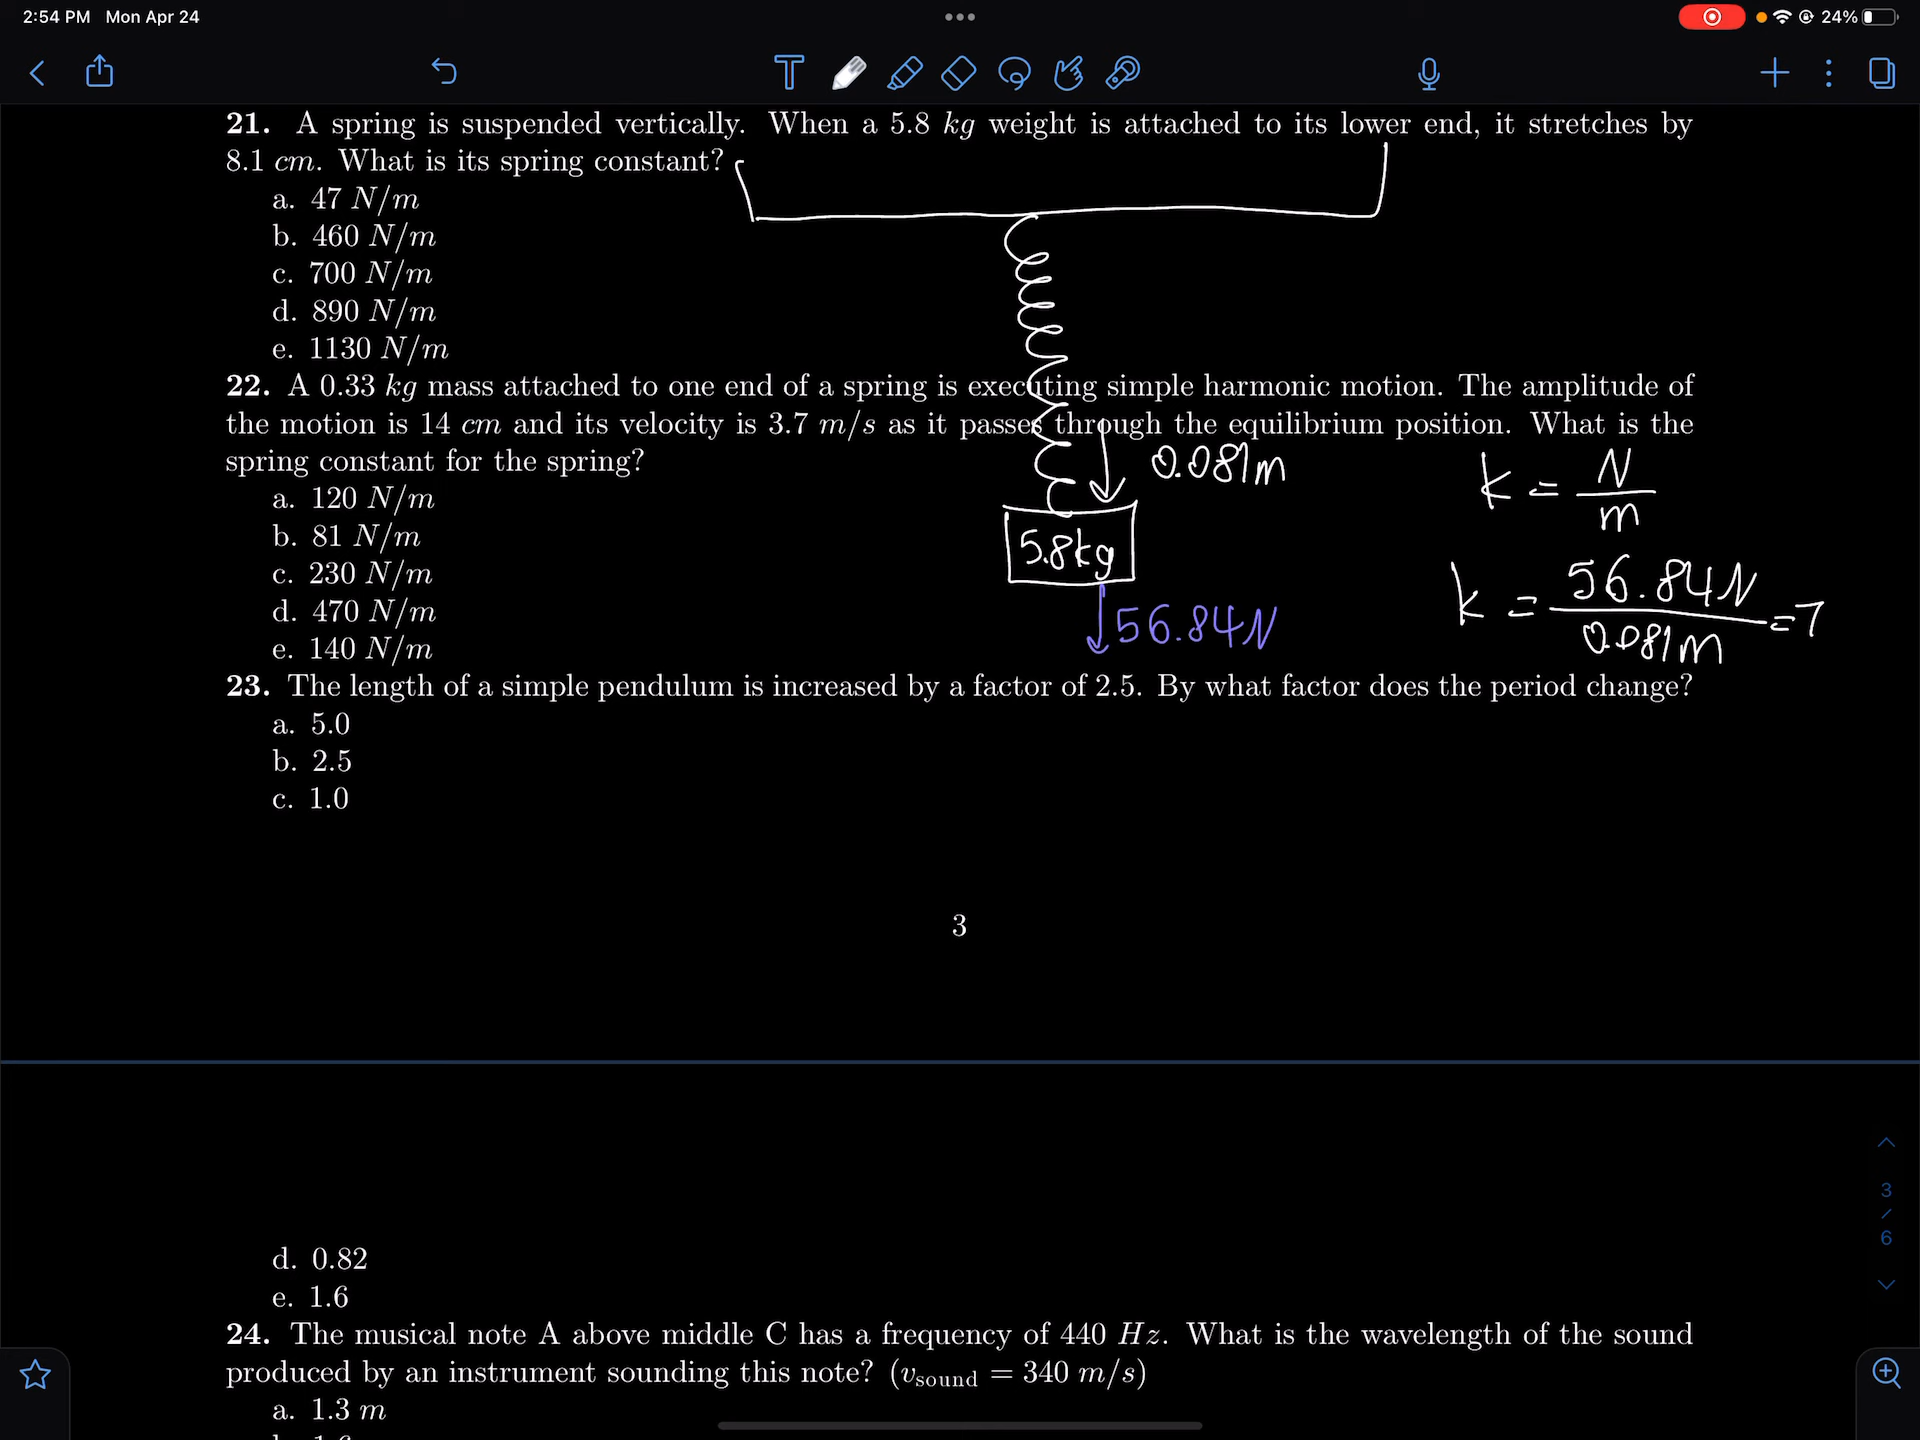 2:54 PM Mon Apr 24
24%
21. A spring is suspended vertically. When a 5.8 kg weight is attached to its lower end, it stretches by
8.1 cm. What is its spring constant?
a. 47 N/m
b. 460 N/m
c. 700 N/m
d. 890 N/m
e. 1130 N/m
22. A 0.33 kg mass attached to one end of a spring is executing simple harmonic motion. The amplitude of
the motion is 14 cm and its velocity is 3.7 m/s as it passes through the equilibrium position. What is the
spring constant for the spring?
a. 120 N/m
b. 81 N/m
c. 230 N/m
d. 470 N/m
e. 140 N/m
0.081m
5.8kg
56.84N
k = N/m
k = 56.84N/0.081m = 7
23. The length of a simple pendulum is increased by a factor of 2.5. By what factor does the period change?
a. 5.0
b. 2.5
c. 1.0
3
3
/
6
d. 0.82
e. 1.6
24. The musical note A above middle C has a frequency of 440 Hz. What is the wavelength of the sound
produced by an instrument sounding this note? (vsound = 340 m/s)
a. 1.3 m